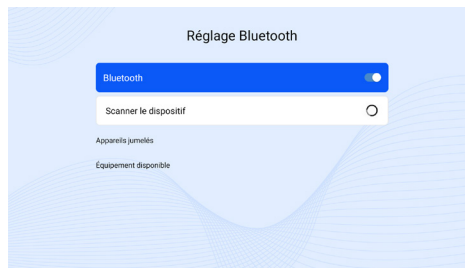 Réglage Bluetooth
Bluetooth
Scanner le dispositif
Appareils jumelés
Équipement disponible